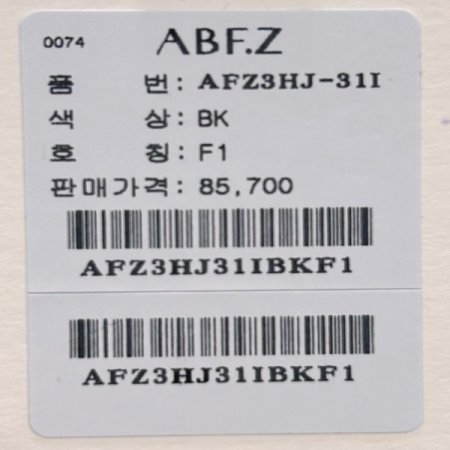 0074 ABF.Z
품 번: AFZ3HJ-31I
색 상: BK
호 칭: F1
판매가격: 85,700
AFZ3HJ31IBKF1
AFZ3HJ31IBKF1